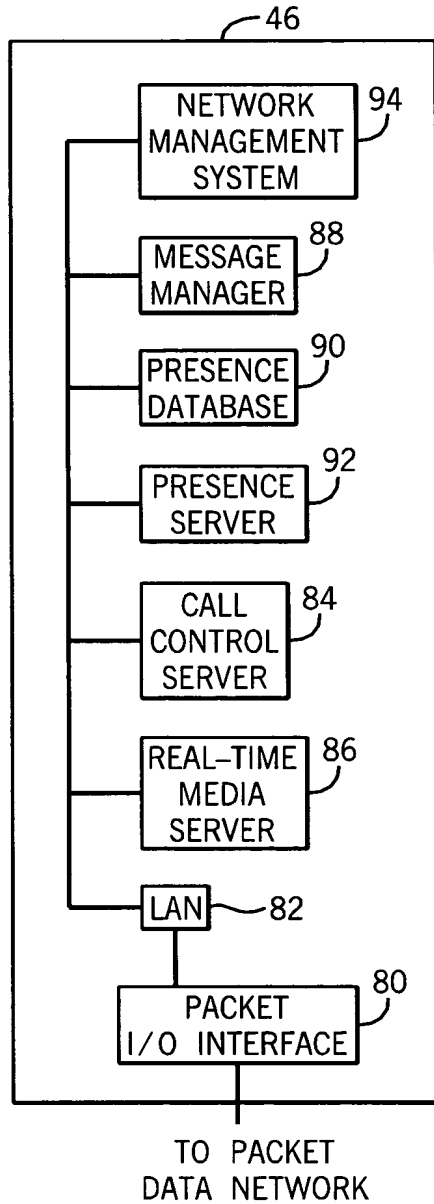 46
NETWORK
MANAGEMENT
SYSTEM
94
MESSAGE
MANAGER
88
PRESENCE
DATABASE
90
PRESENCE
SERVER
92
CALL
CONTROL
SERVER
84
REAL-TIME
MEDIA
SERVER
86
LAN
82
PACKET
I/O INTERFACE
80
TO PACKET
DATA NETWORK